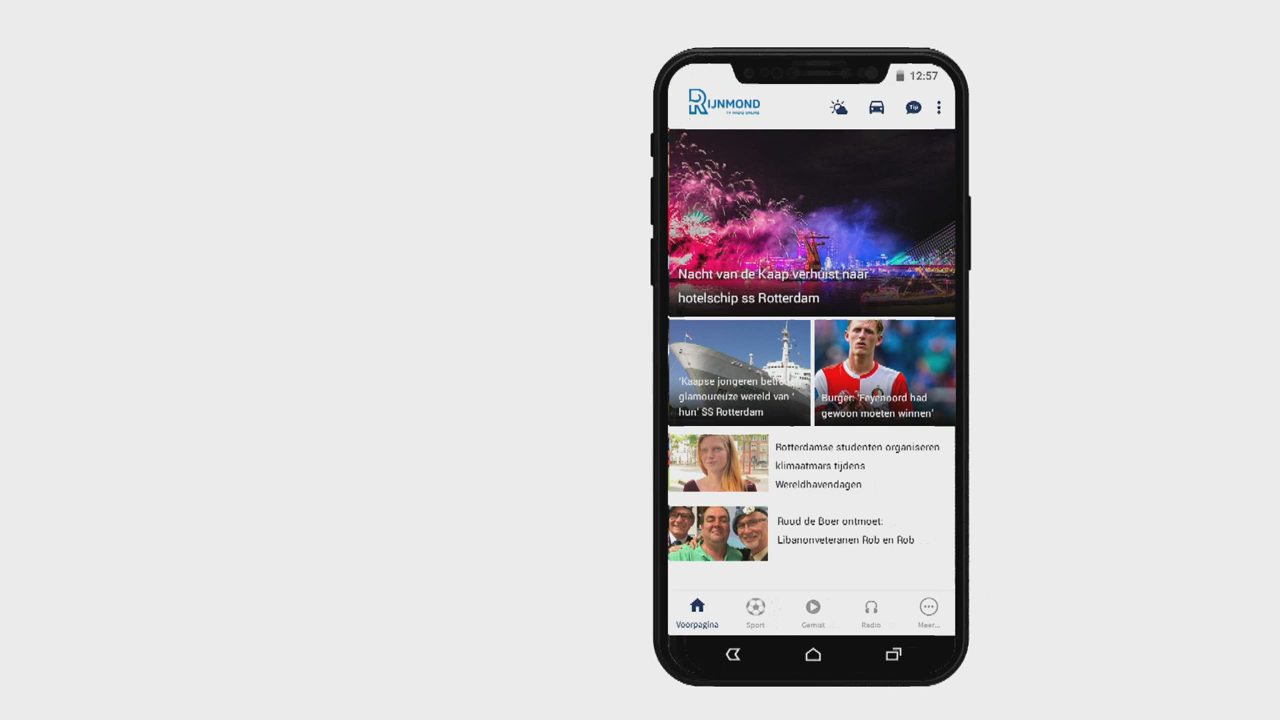 12:57
RIJNMOND
Tip
Nacht van de Kaap verhuist naar
hotelschip ss Rotterdam
'Kaapse jongeren betreden
glamoureuze wereld van '
hun' SS Rotterdam
Burger: 'Feyenoord had
gewoon moeten winnen'
Rotterdamse studenten organiseren
klimaatmars tijdens
Wereldhavendagen
Ruud de Boer ontmoet:
Libanonveteranen Rob en Rob
Voorpagina
Sport
Gemist
Radio
Meer...